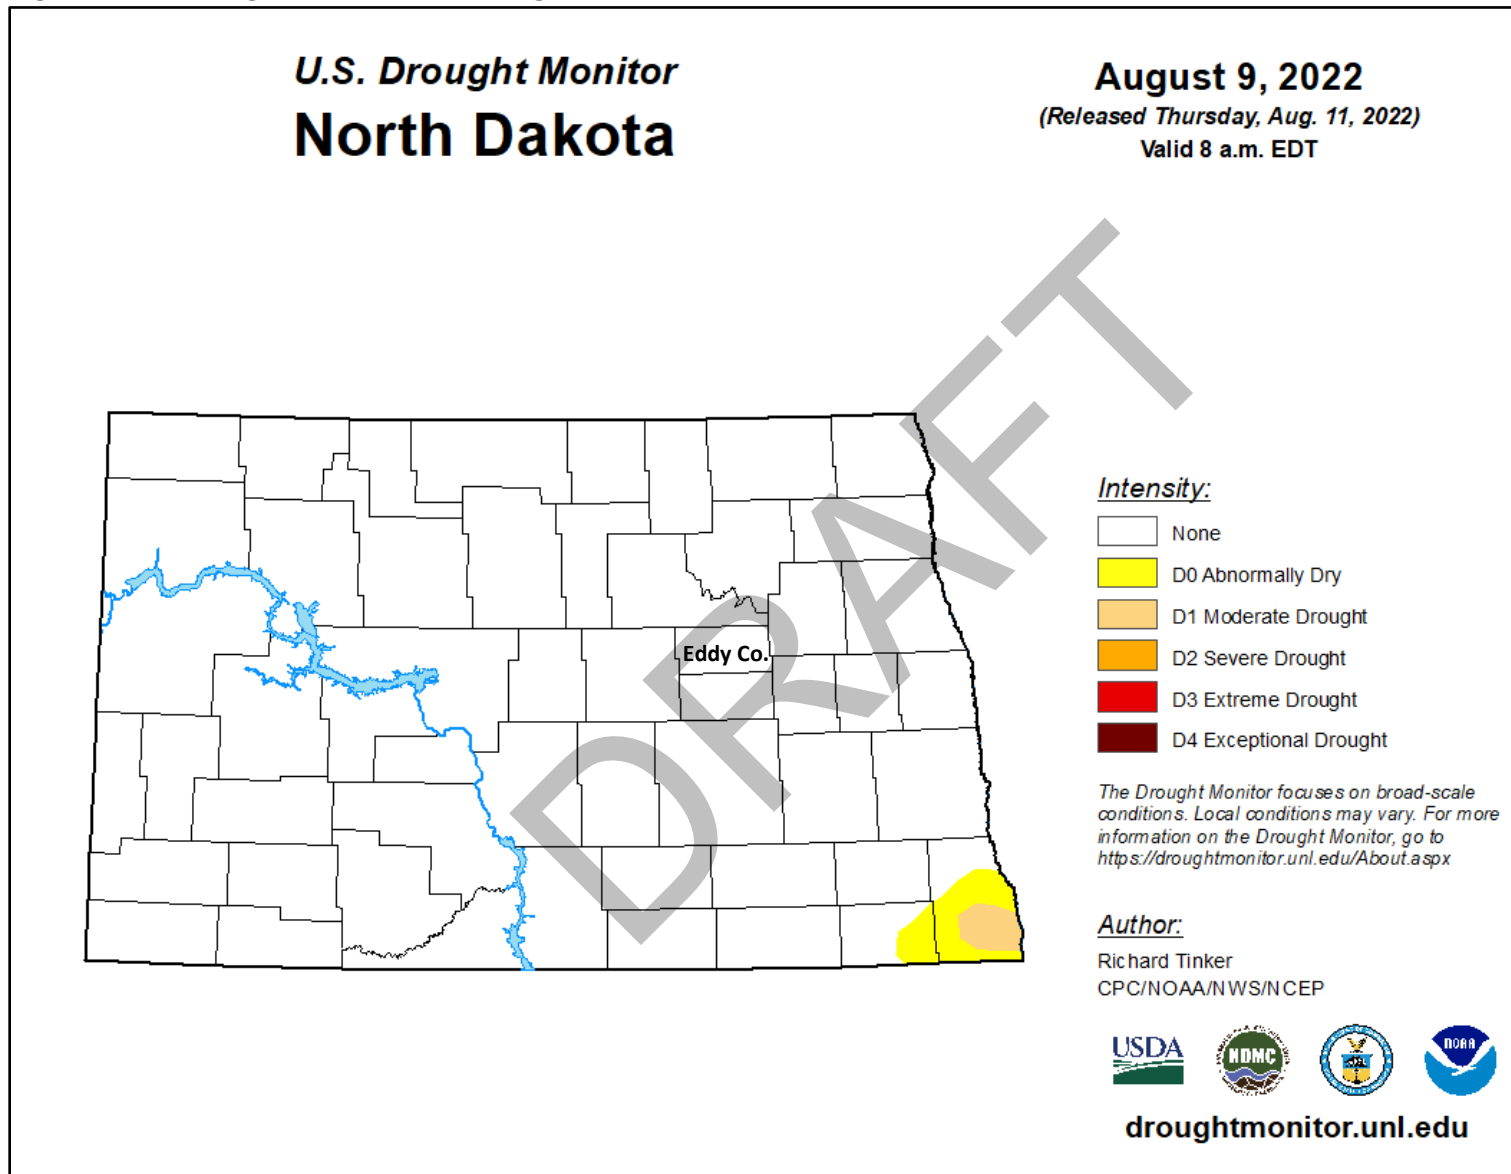 U.S. Drought Monitor
North Dakota
August 9, 2022
(Released Thursday, Aug. 11, 2022)
Valid 8 a.m. EDT
DRAFT
Eddy Co.
Intensity:
None
D0 Abnormally Dry
D1 Moderate Drought
D2 Severe Drought
D3 Extreme Drought
D4 Exceptional Drought
The Drought Monitor focuses on broad-scale
conditions. Local conditions may vary. For more
information on the Drought Monitor, go to
https://droughtmonitor.unl.edu/About.aspx
Author:
Richard Tinker
CPC/NOAA/NWS/NCEP
USDA
NDMC
NOAA
droughtmonitor.unl.edu